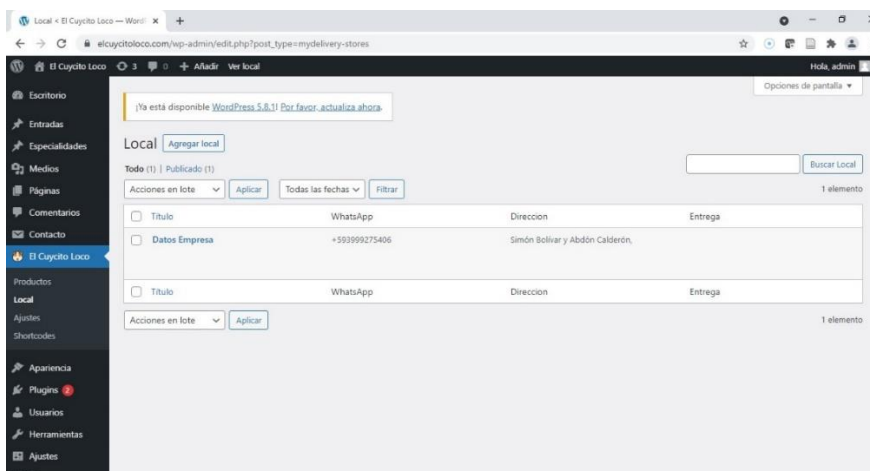 Local < El Cuycito Loco — Word
elcuycitoloco.com/wp-admin/edit.php?post_type=mydelivery-stores
El Cuycito Loco 3 0 + Añadir Ver local Hola, admin
Opciones de pantalla
Escritorio
¡Ya está disponible WordPress 5.8.1! Por favor, actualiza ahora.
Entradas
Especialidades
Medios
Páginas
Comentarios
Contacto
El Cuycito Loco
Productos
Local
Ajustes
Shortcodes
Apariencia
Plugins 2
Usuarios
Herramientas
Ajustes
Local Agregar local
Todo (1) | Publicado (1)
Buscar Local
Acciones en lote Aplicar Todas las fechas Filtrar 1 elemento
Título WhatsApp Direccion Entrega
Datos Empresa +593999275406 Simón Bolívar y Abdón Calderón,
Título WhatsApp Direccion Entrega
Acciones en lote Aplicar 1 elemento